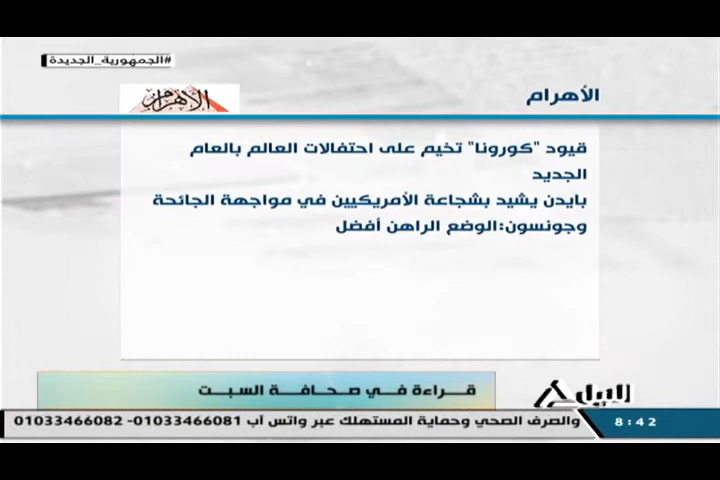 #الجمهورية_الجديدة
الأهرام
الأهرام
قيود "كورونا" تخيم على احتفالات العالم بالعام
الجديد
بايدن يشيد بشجاعة الأمريكيين في مواجهة الجائحة
وجونسون:الوضع الراهن أفضل
قراءة في صحافة السبت
8:42
والصرف الصحي وحماية المستهلك عبر واتس آب 01033466081- 01033466082